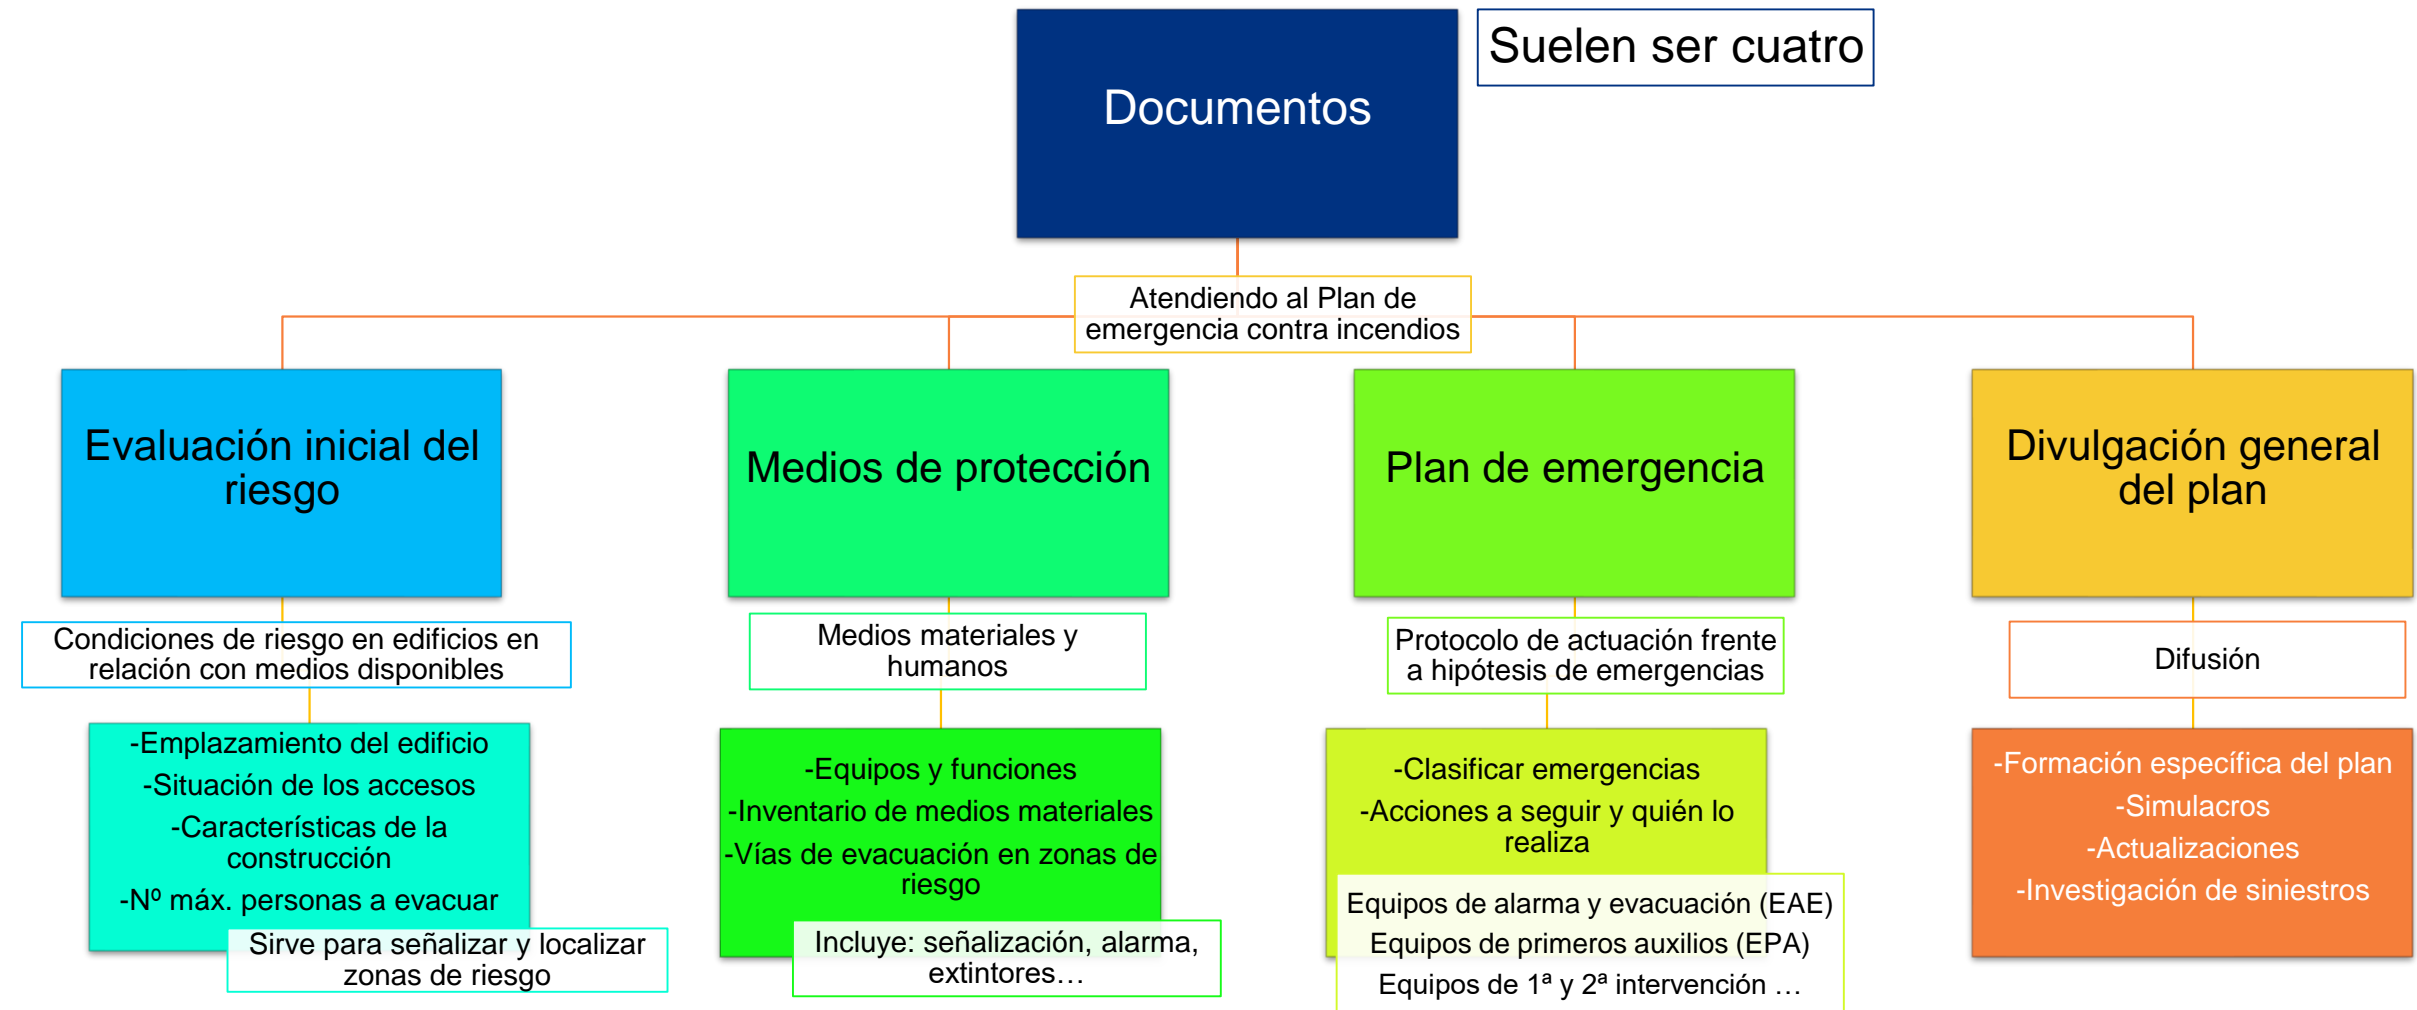 Documentos
Suelen ser cuatro
Atendiendo al Plan de
emergencia contra incendios
Evaluación inicial del
riesgo
Condiciones de riesgo en edificios en
relación con medios disponibles
-Emplazamiento del edificio
-Situación de los accesos
-Características de la
construcción
-Nº máx. personas a evacuar
Sirve para señalizar y localizar
zonas de riesgo
Medios de protección
Medios materiales y
humanos
-Equipos y funciones
-Inventario de medios materiales
-Vías de evacuación en zonas de
riesgo
Incluye: señalización, alarma,
extintores…
Plan de emergencia
Protocolo de actuación frente
a hipótesis de emergencias
-Clasificar emergencias
-Acciones a seguir y quién lo
realiza
Equipos de alarma y evacuación (EAE)
Equipos de primeros auxilios (EPA)
Equipos de 1ª y 2ª intervención …
Divulgación general
del plan
Difusión
-Formación específica del plan
-Simulacros
-Actualizaciones
-Investigación de siniestros